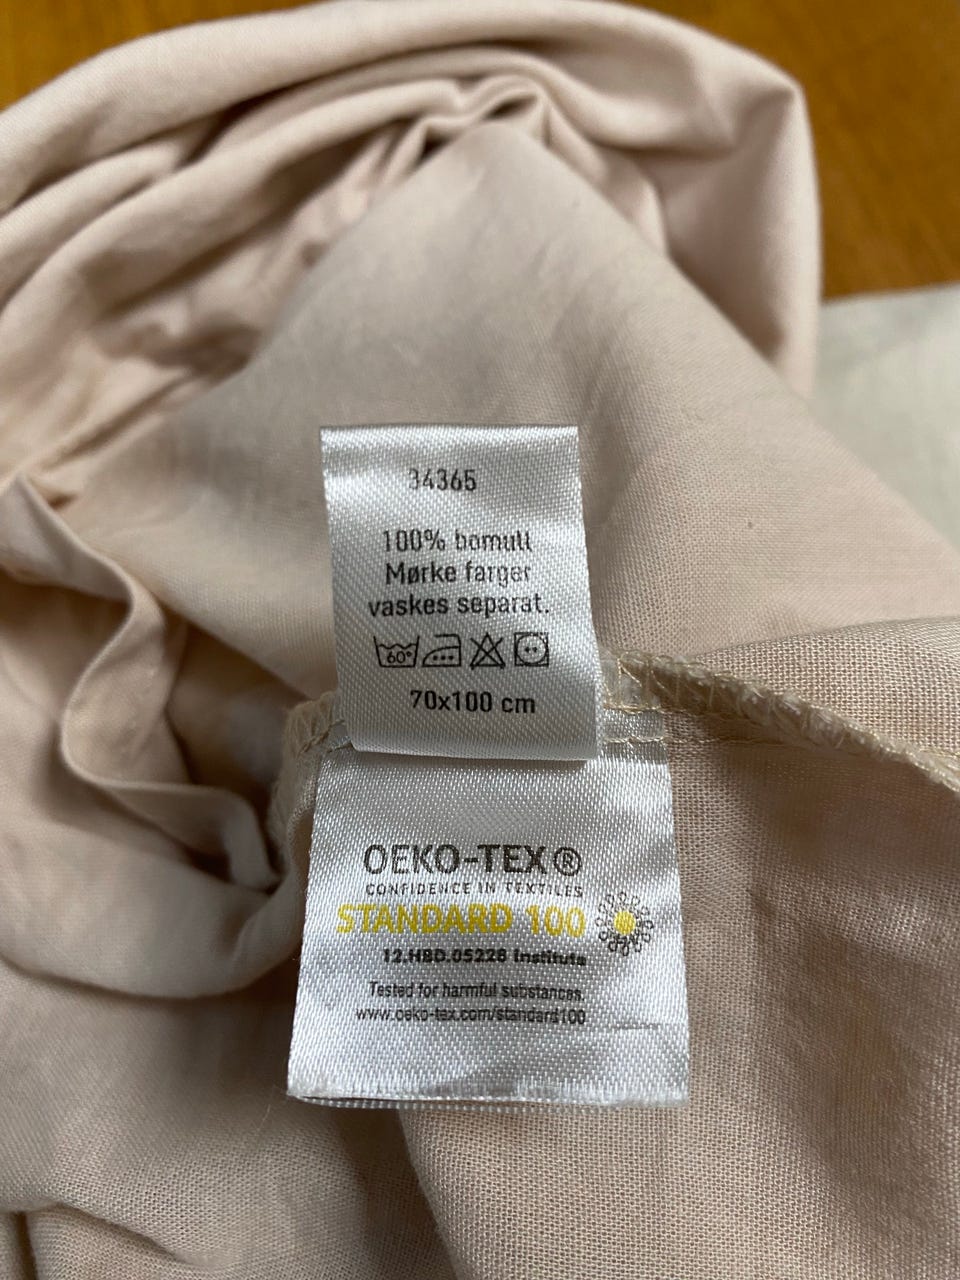 34365
100% bomull
Mørke farger
vaskes separat.
60°
70x100 cm
OEKO-TEX®
CONFIDENCE IN TEXTILES
STANDARD 100
12.HBD.05228 Institute
Tested for harmful substances.
www.oeko-tex.com/standard100